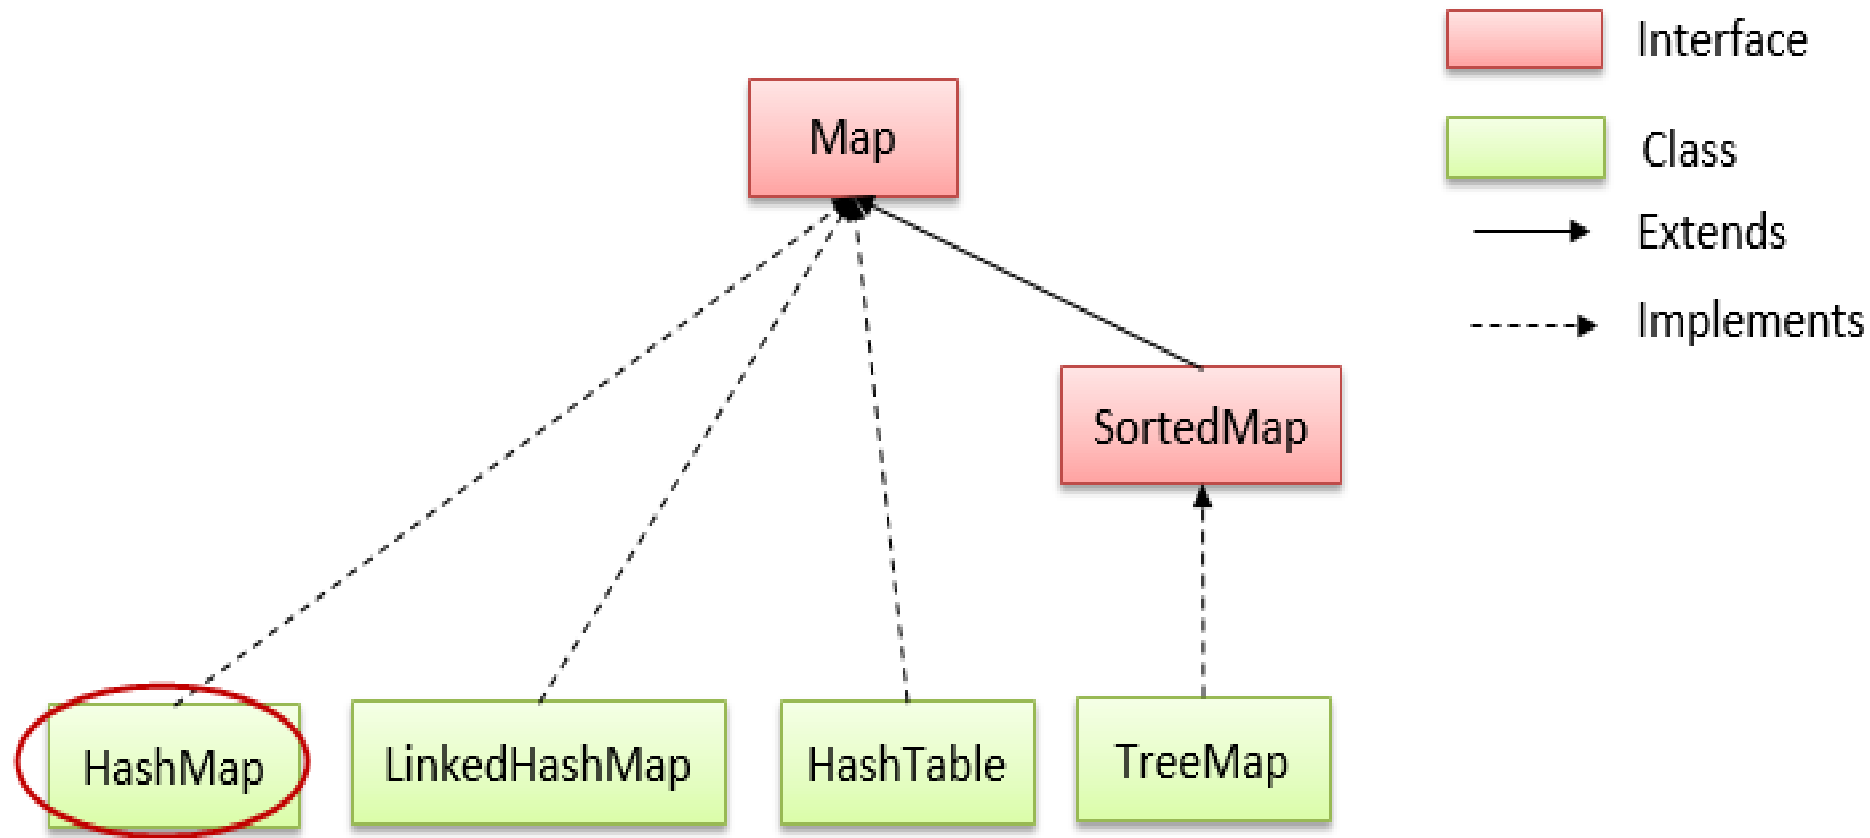 Interface
Map
Class
Extends
Implements
SortedMap
HashMap
LinkedHashMap
HashTable
TreeMap